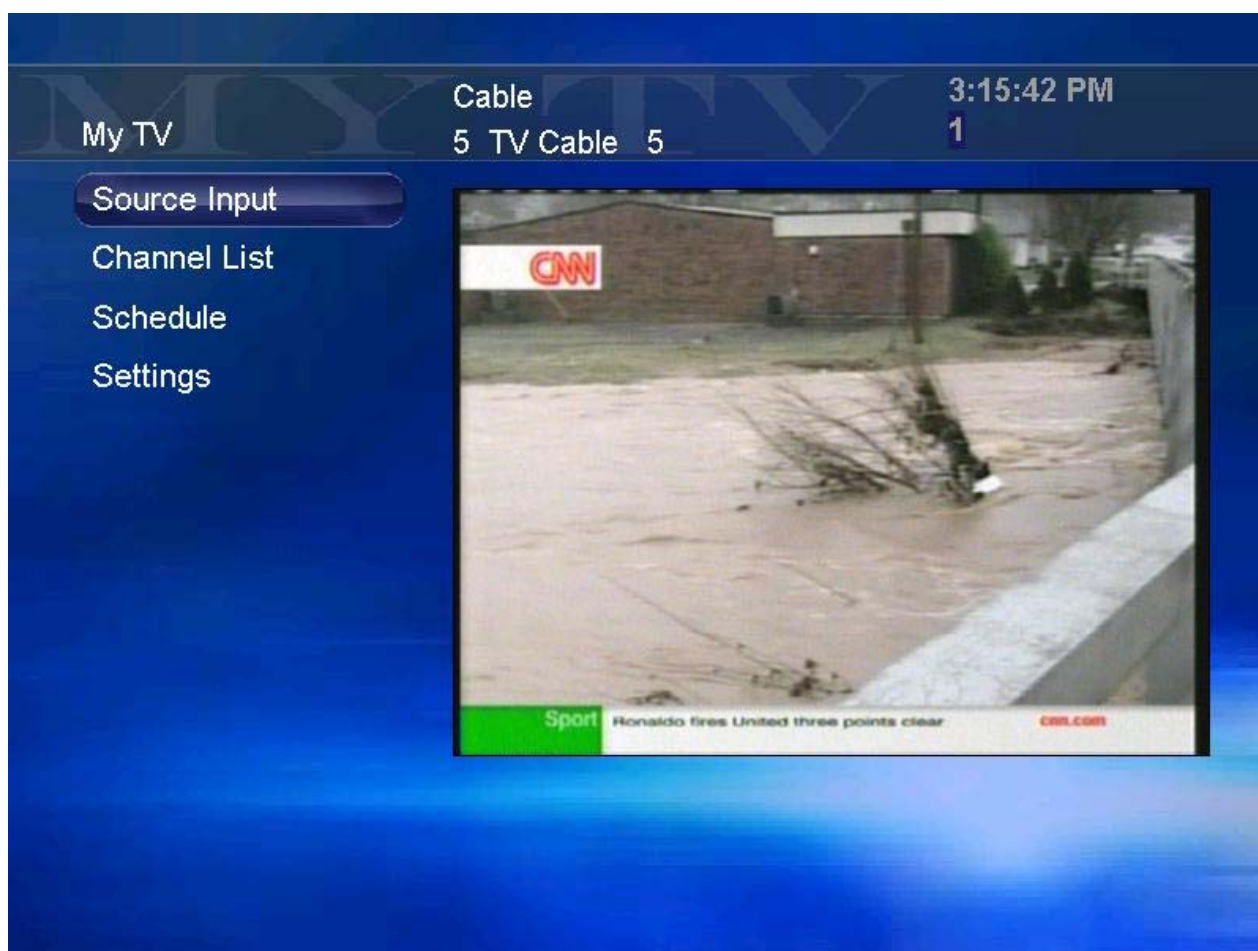 MY TV
Cable
3:15:42 PM
My TV
5 TV Cable 5
1
Source Input
Channel List
Schedule
Settings
CNN
Sport Ronaldo fires United three points clear cnn.com